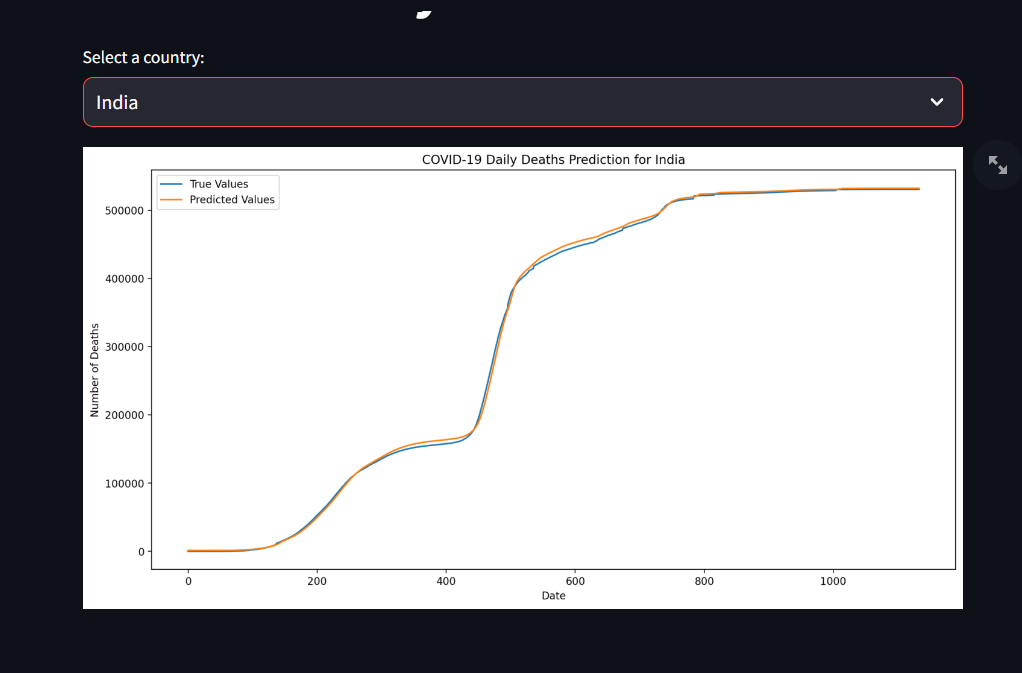 Select a country:
India
COVID-19 Daily Deaths Prediction for India
True Values
Predicted Values
Number of Deaths
500000
400000
300000
200000
100000
0
0 200 400 600 800 1000
Date